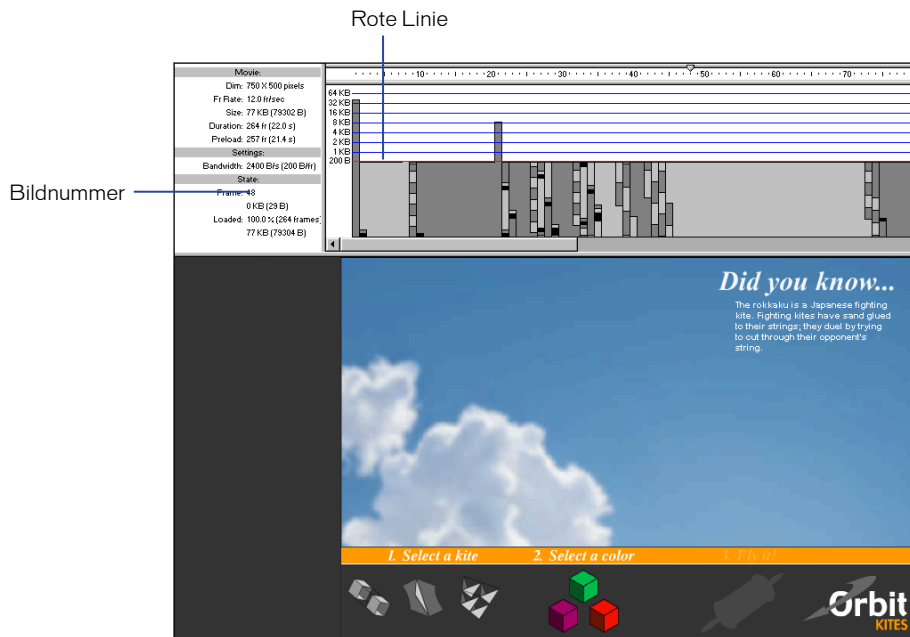 Rote Linie
Bildnummer
Movie:
Dim: 750 X 500 pixels
Fr Rate: 12.0 fr/sec
Size: 77 KB (79302 B)
Duration: 264 fr (22.0 s)
Preload: 257 fr (21.4 s)
Settings:
Bandwidth: 2400 B/s (200 B/fr)
State:
Frame: 48
0 KB (29 B)
Loaded: 100.0 % (264 frames)
77 KB (79304 B)
10 20 30 40 50 60 70
64 KB
32 KB
16 KB
8 KB
4 KB
2 KB
1 KB
200 B
Did you know...
The rokkaku is a Japanese fighting
kite. Fighting kites have sand glued
to their strings; they duel by trying
to cut through their opponent's
string.
1. Select a kite 2. Select a color 3. Fly it!
Orbit
KITES